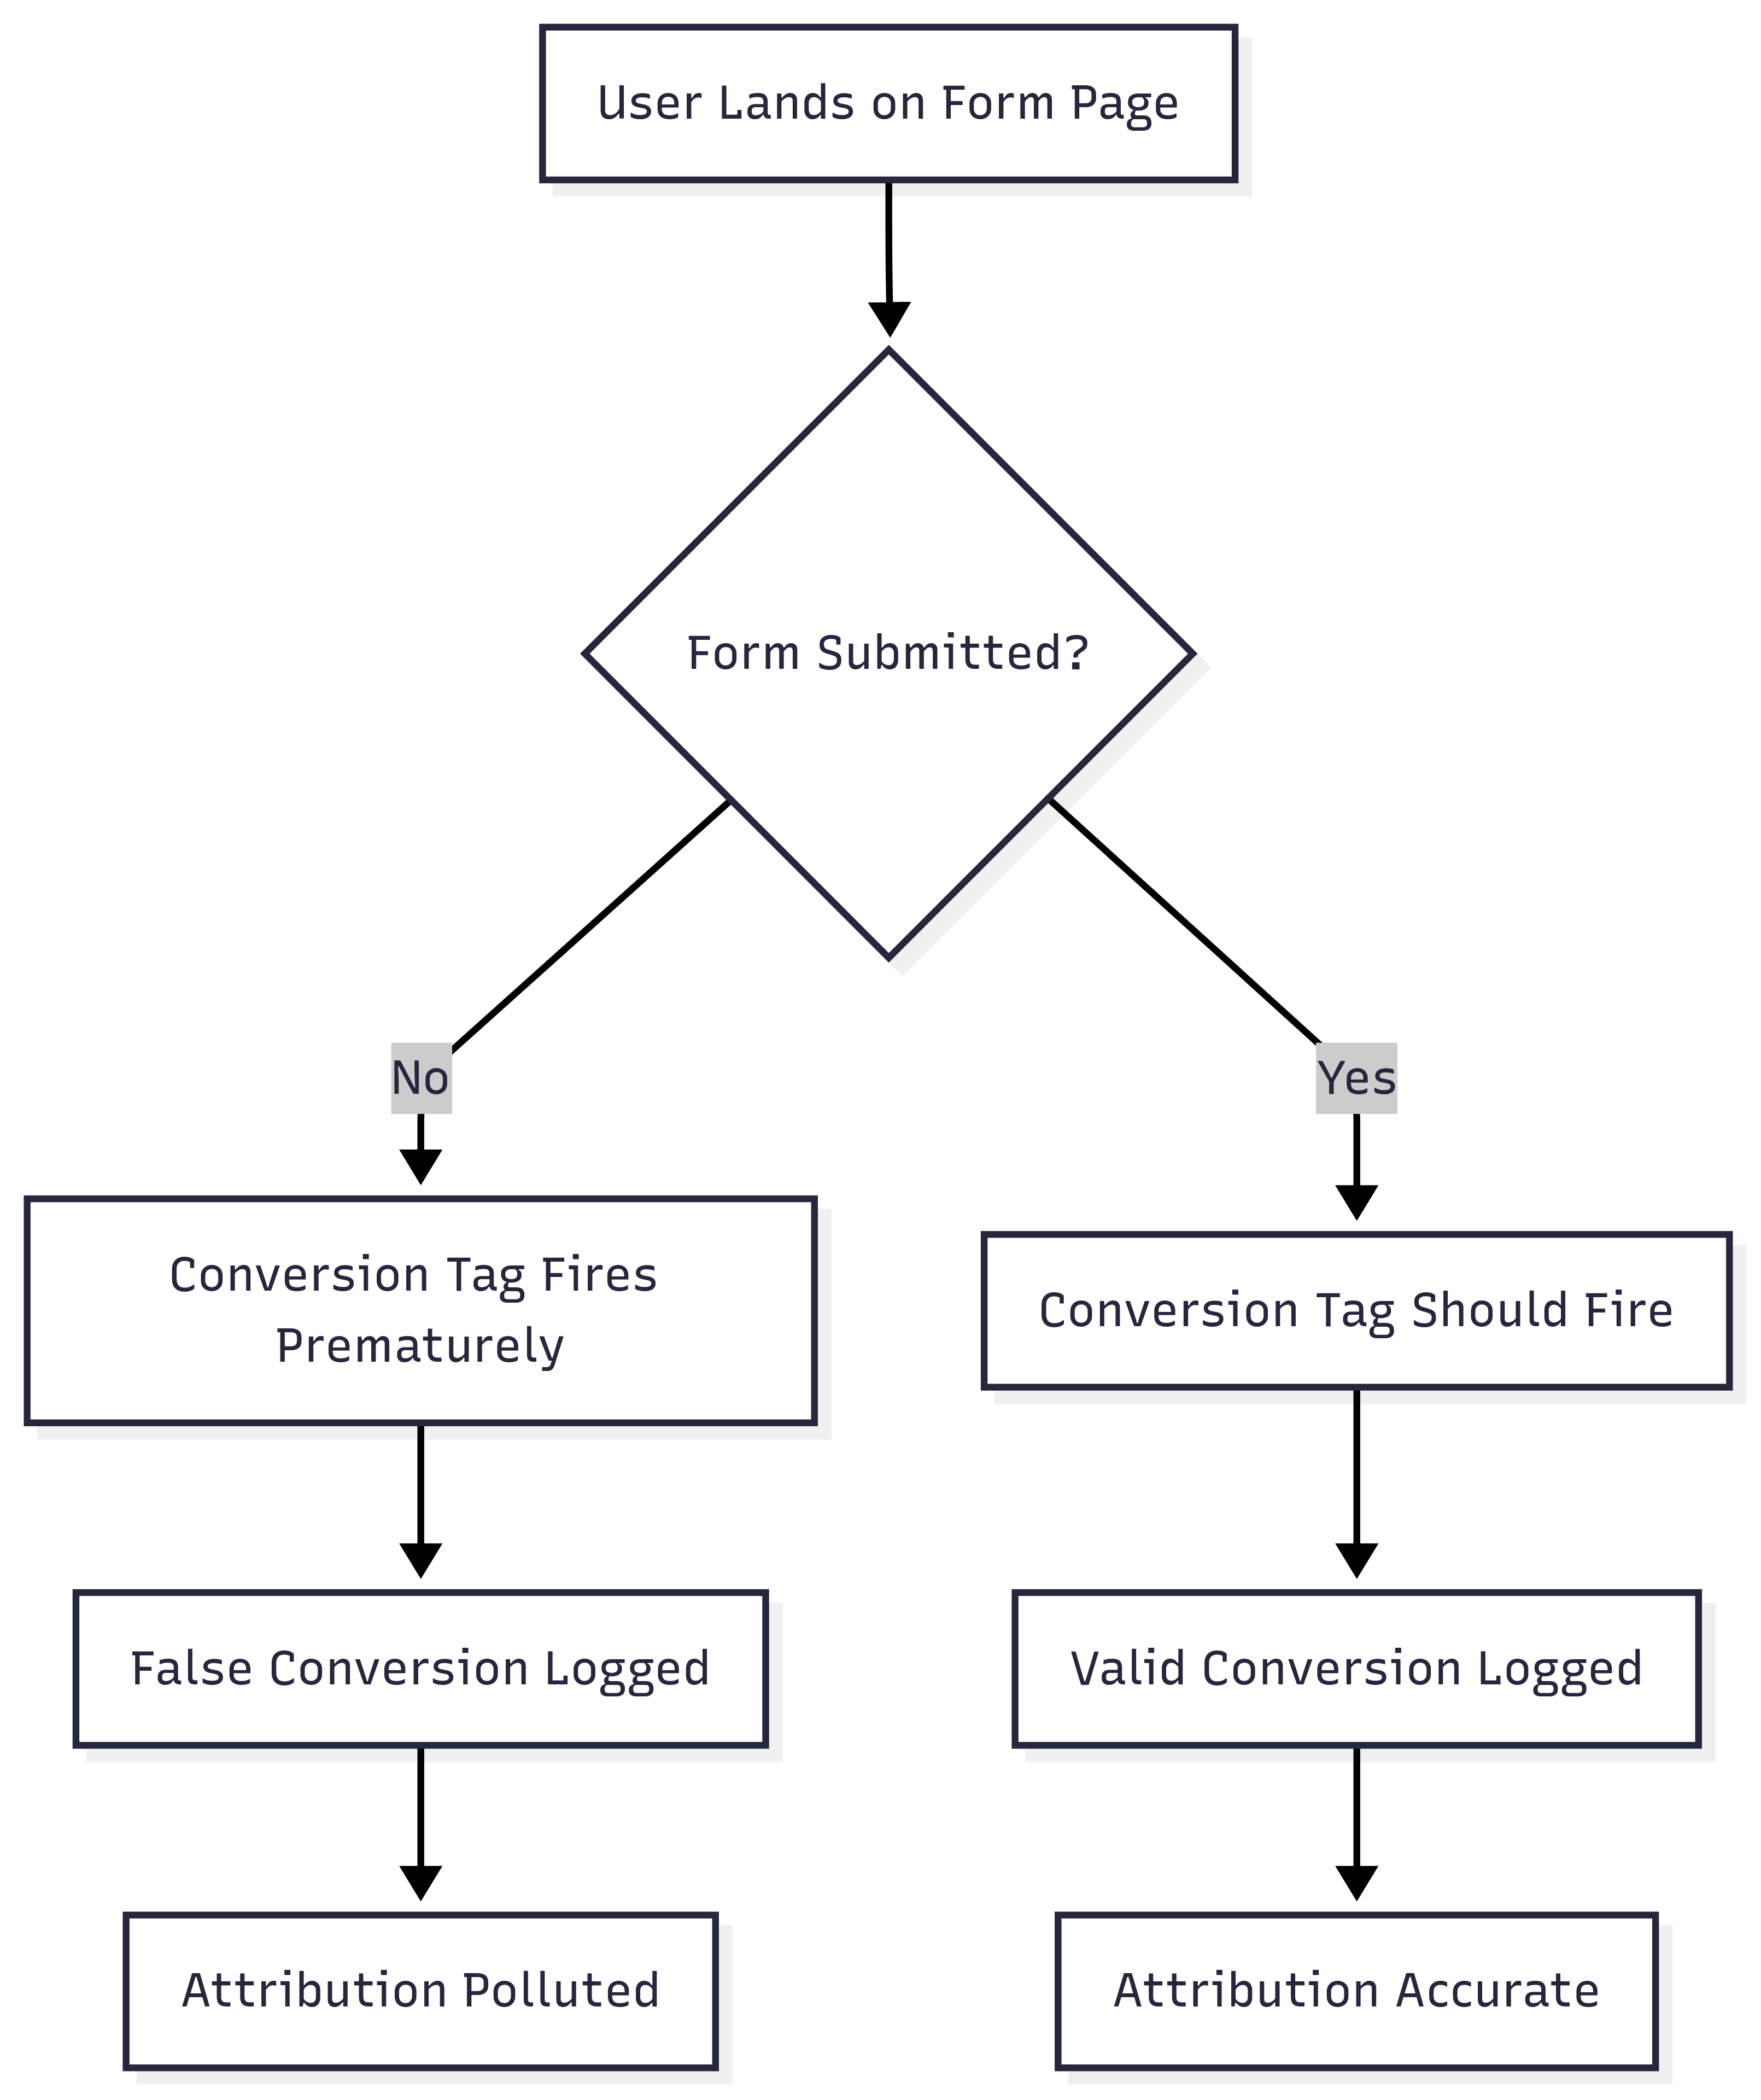 User Lands on Form Page
Form Submitted?
No
Yes
Conversion Tag Fires
Prematurely
Conversion Tag Should Fire
False Conversion Logged
Valid Conversion Logged
Attribution Polluted
Attribution Accurate